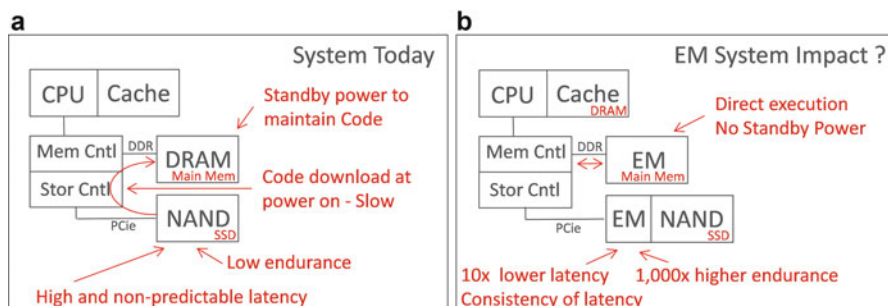 a
System Today
CPU
Cache
Standby power to
maintain Code
Mem Cntl
DDR
DRAM
Main Mem
Stor Cntl
Code download at
power on - Slow
PCie
NAND
SSD
Low endurance
High and non-predictable latency
b
EM System Impact ?
CPU
Cache
DRAM
Direct execution
No Standby Power
Mem Cntl
DDR
EM
Main Mem
Stor Cntl
PCie
EM
NAND
SSD
10x lower latency
Consistency of latency
1,000x higher endurance